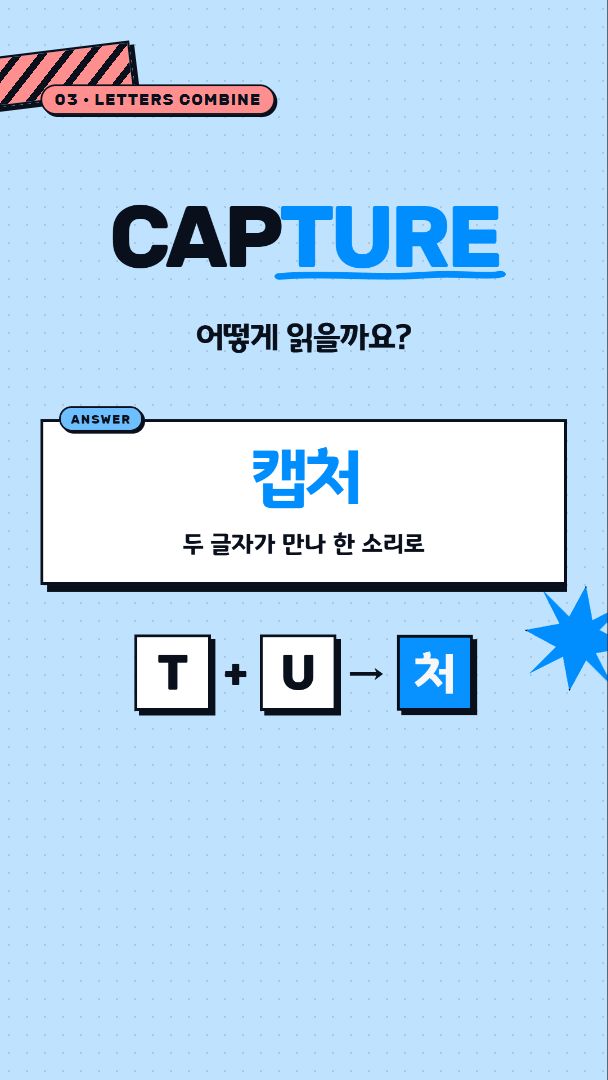 03 • LETTERS COMBINE
CAPTURE
어떻게 읽을까요?
ANSWER
캡처
두 글자가 만나 한 소리로
T + U → 처